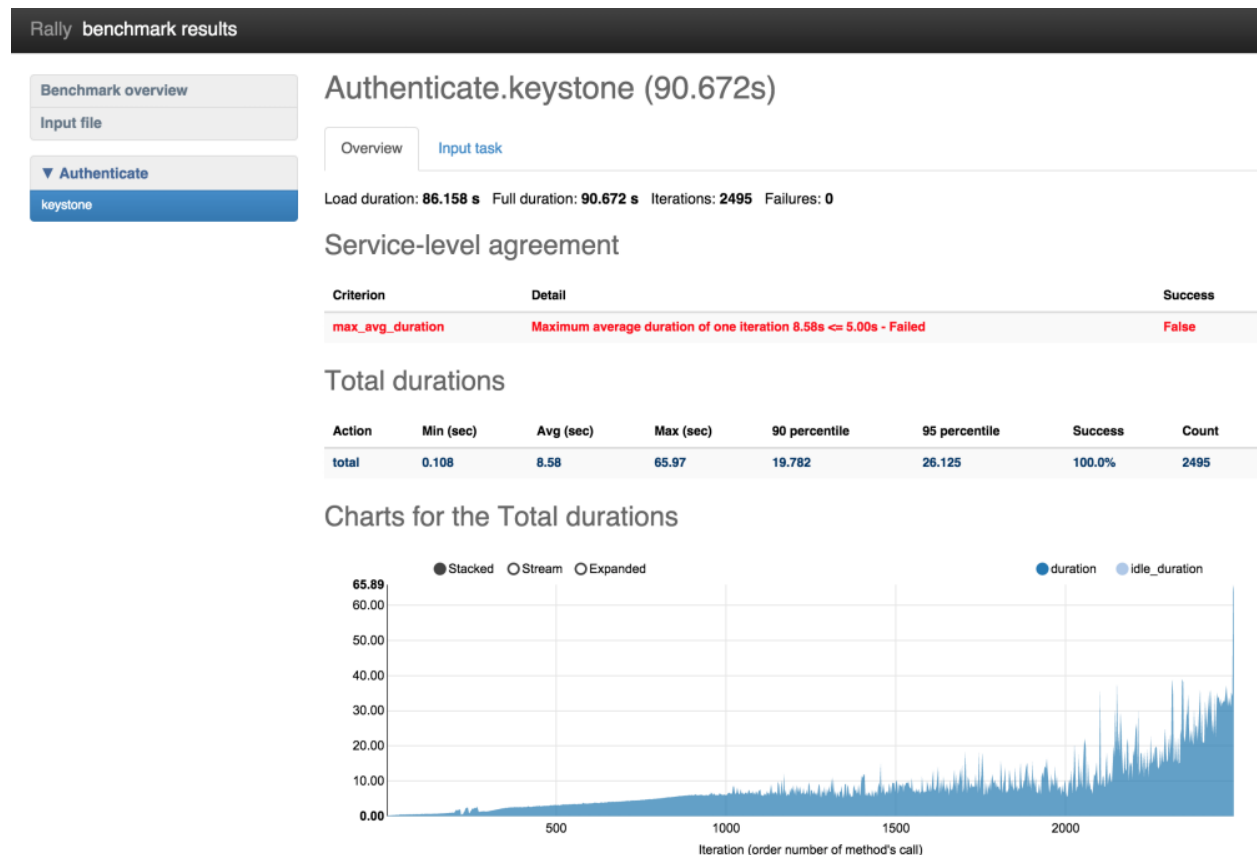 Rally benchmark results
Benchmark overview
Input file
▼ Authenticate
keystone
Authenticate.keystone (90.672s)
Overview Input task
Load duration: 86.158 s Full duration: 90.672 s Iterations: 2495 Failures: 0
Service-level agreement
Criterion Detail Success
max_avg_duration Maximum average duration of one iteration 8.58s <= 5.00s - Failed False
Total durations
Action Min (sec) Avg (sec) Max (sec) 90 percentile 95 percentile Success Count
total 0.108 8.58 65.97 19.782 26.125 100.0% 2495
Charts for the Total durations
Stacked Stream Expanded duration idle_duration
65.89
60.00
50.00
40.00
30.00
20.00
10.00
0.00
500 1000 1500 2000
Iteration (order number of method's call)